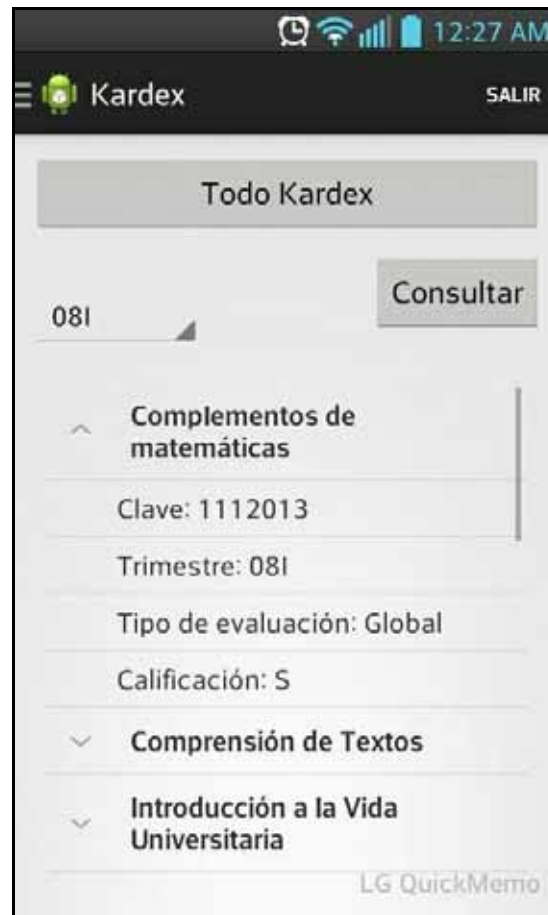 12:27 AM
Kardex SALIR
Todo Kardex
08I Consultar
Complementos de
matemáticas
Clave: 1112013
Trimestre: 08I
Tipo de evaluación: Global
Calificación: S
Comprensión de Textos
Introducción a la Vida
Universitaria
LG QuickMemo